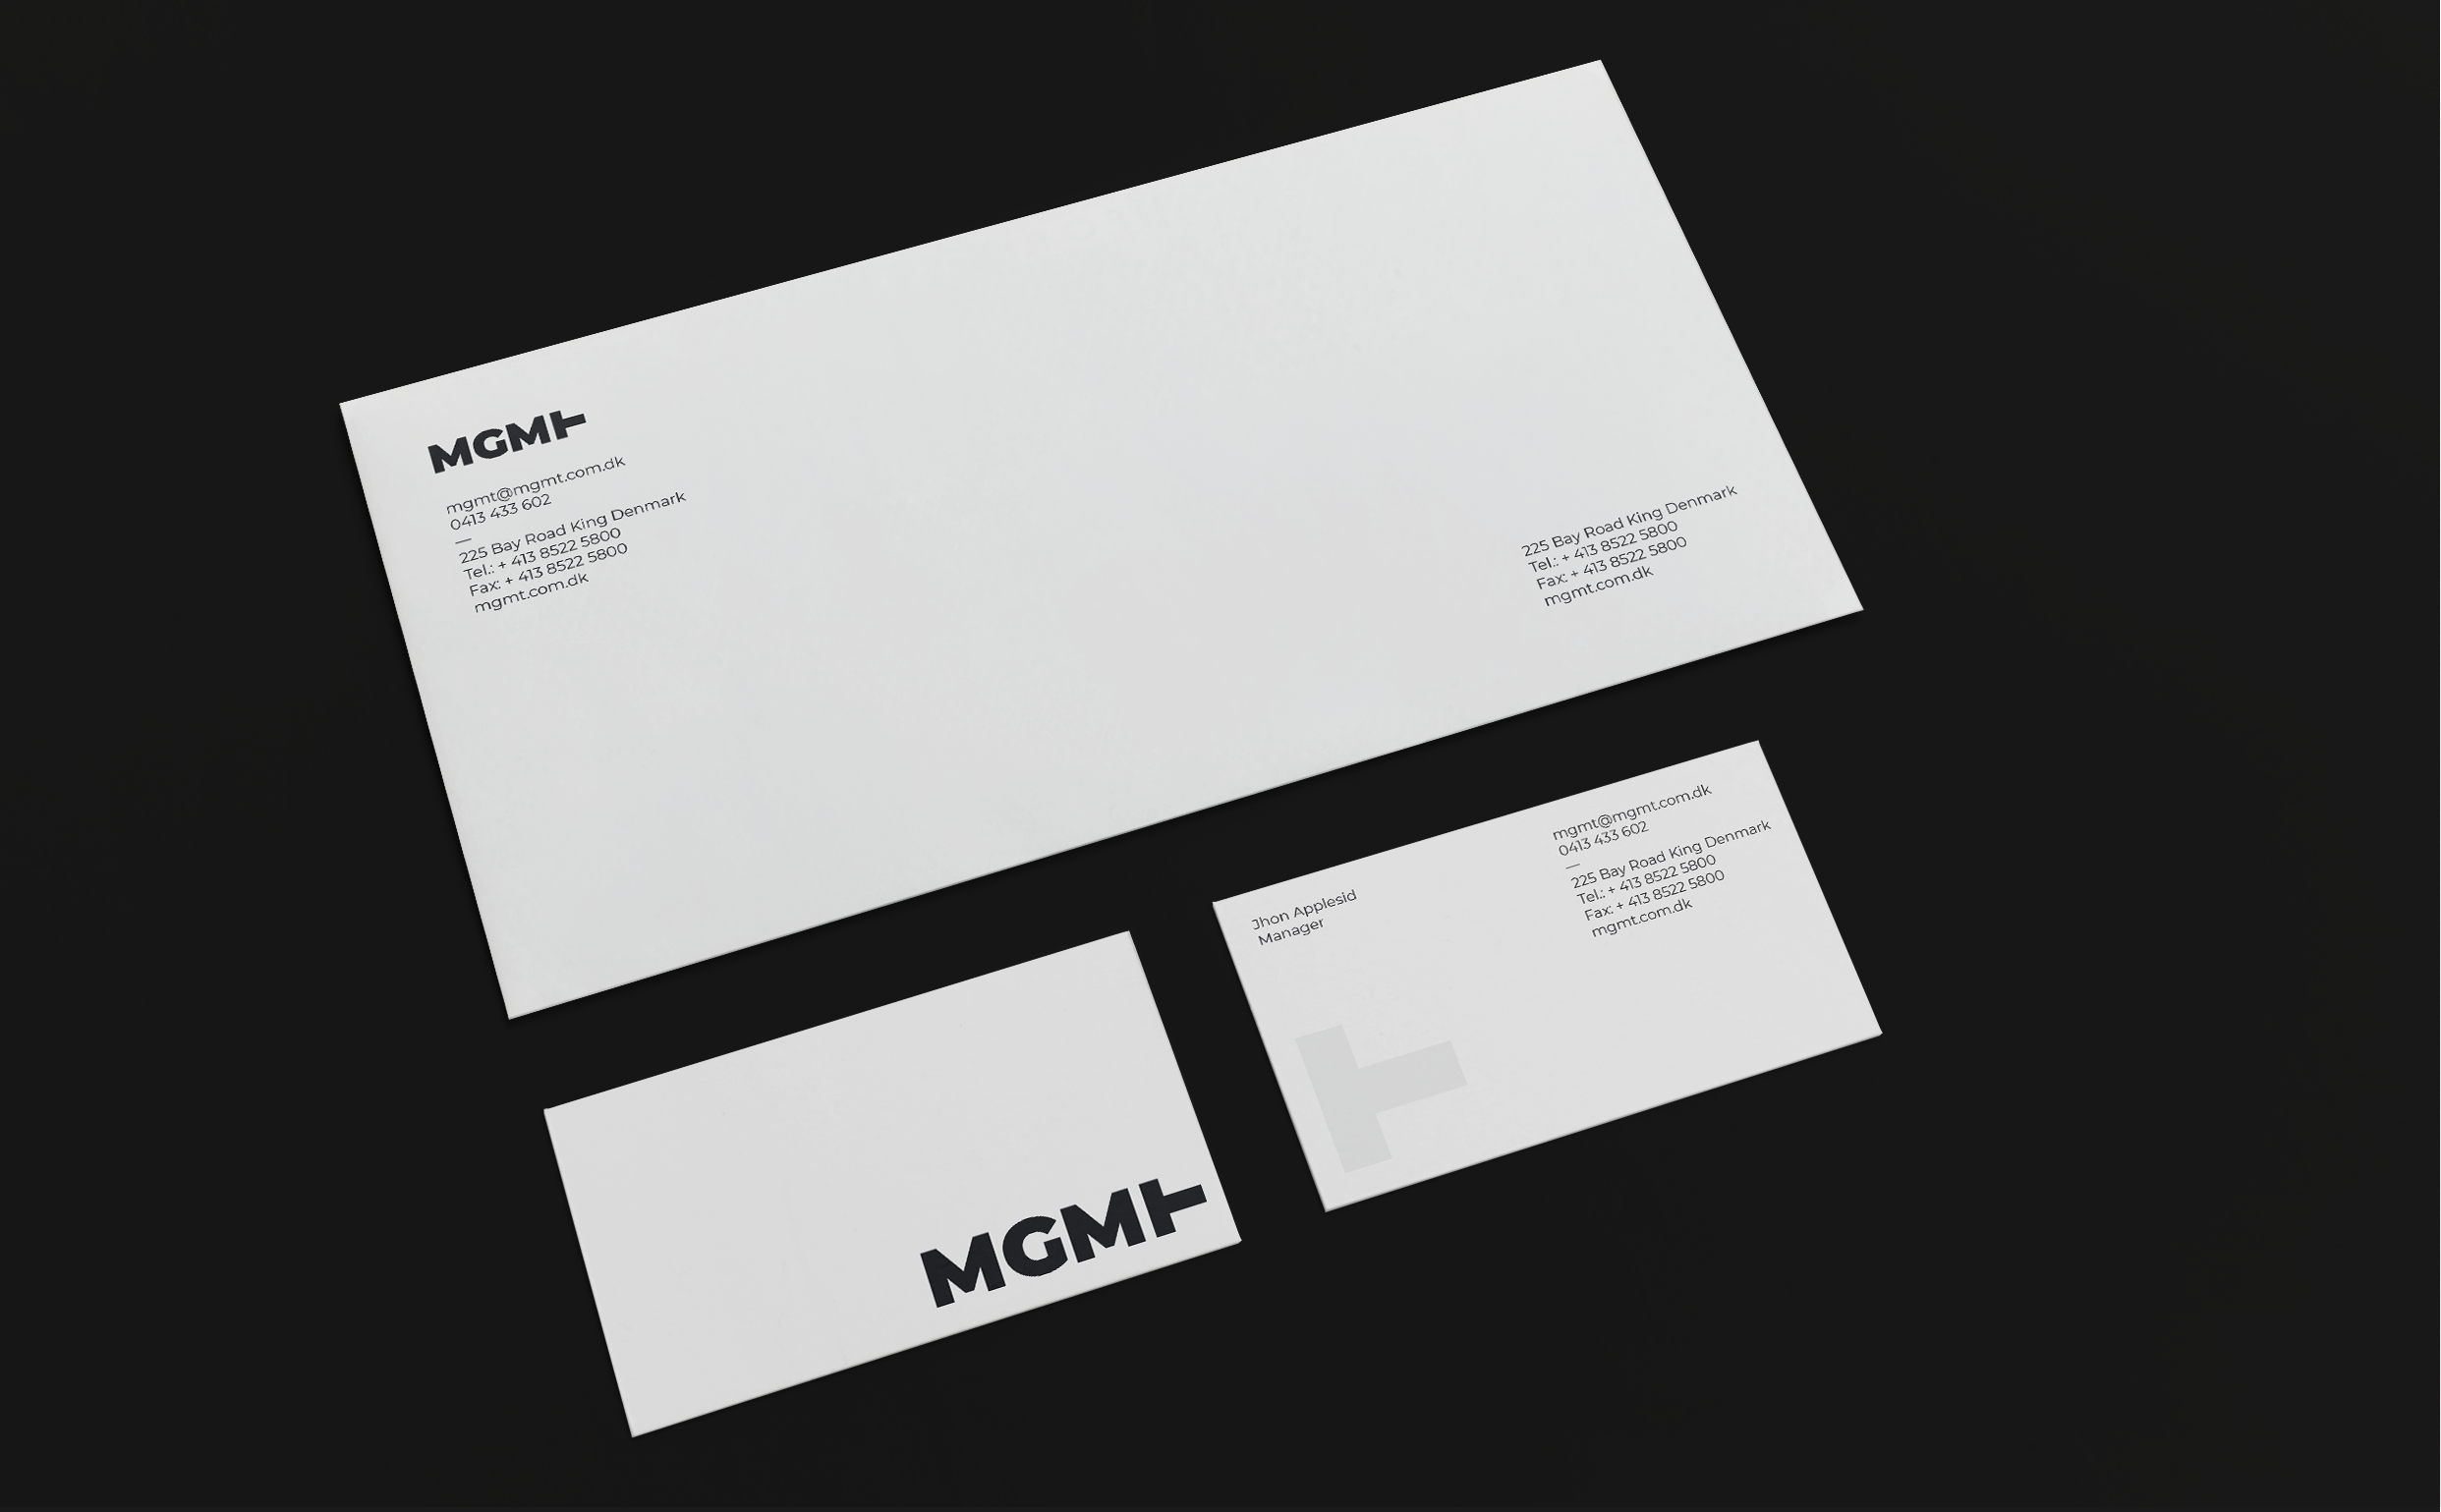 MGMT
mgmt@mgmt.com.dk
0413 433 602
—
225 Bay Road King Denmark
Tel.: + 413 8522 5800
Fax: + 413 8522 5800
mgmt.com.dk
225 Bay Road King Denmark
Tel.: + 413 8522 5800
Fax: + 413 8522 5800
mgmt.com.dk
MGMT
Jhon Applesid
Manager
mgmt@mgmt.com.dk
0413 433 602
—
225 Bay Road King Denmark
Tel.: + 413 8522 5800
Fax: + 413 8522 5800
mgmt.com.dk
T